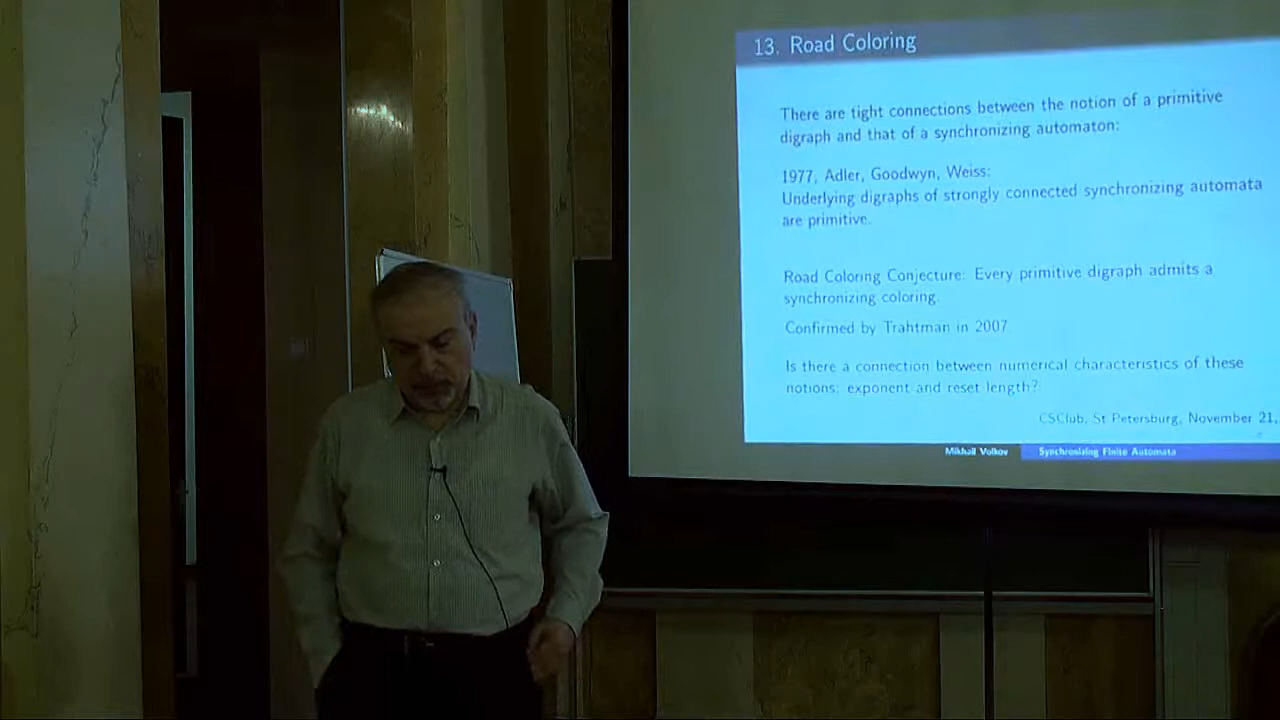 13. Road Coloring
There are tight connections between the notion of a primitive
digraph and that of a synchronizing automaton:
1977, Adler, Goodwyn, Weiss:
Underlying digraphs of strongly connected synchronizing automata
are primitive.
Road Coloring Conjecture: Every primitive digraph admits a
synchronizing coloring.
Confirmed by Trahtman in 2007
Is there a connection between numerical characteristics of these
notions: exponent and reset length?
CSClub, St Petersburg, November 21,
Mikhail Volkov
Synchronizing Finite Automata